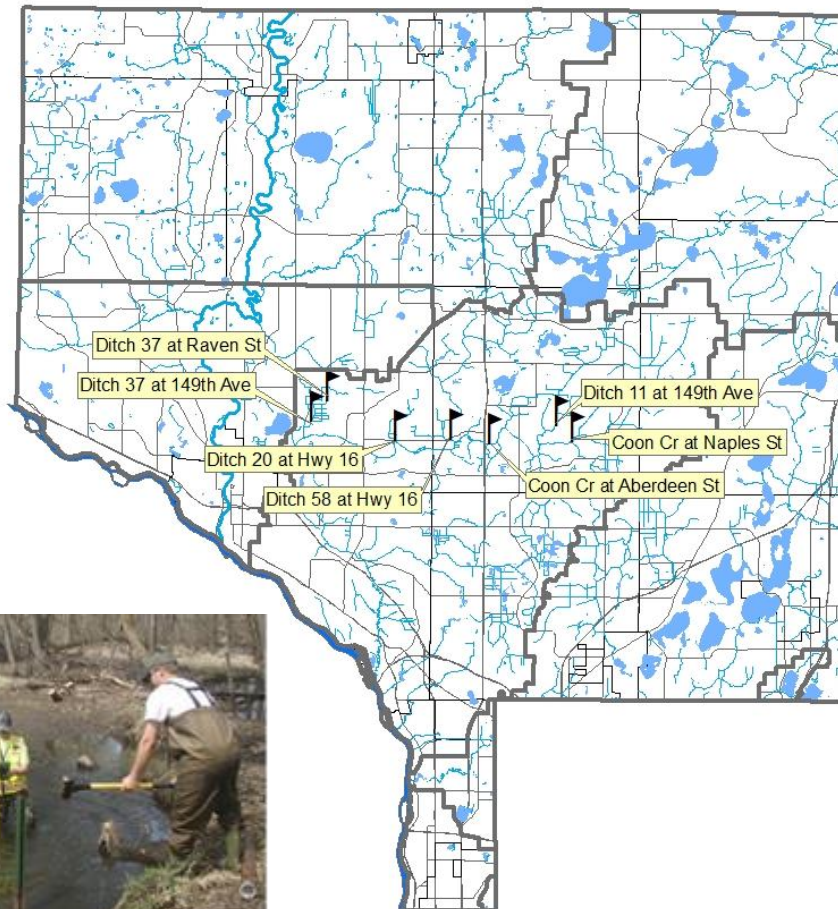 Ditch 37 at Raven St
Ditch 37 at 149th Ave
Ditch 11 at 149th Ave
Ditch 20 at Hwy 16
Coon Cr at Naples St
Ditch 58 at Hwy 16
Coon Cr at Aberdeen St